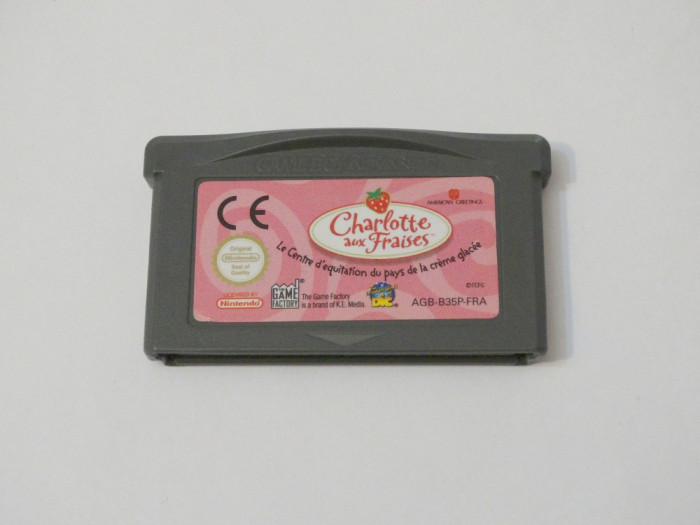 GAME BOY ADVANCE
CE
AMERICAN GREETINGS
Charlotte
aux Fraises™
Le Centre d'équitation du pays de la crème glacée
Original
Nintendo
Seal of
Quality
LICENSED BY
Nintendo
GAME
FACTORY®
The Game Factory
is a brand of K.E. Media.
DIC
AGB-B35P-FRA